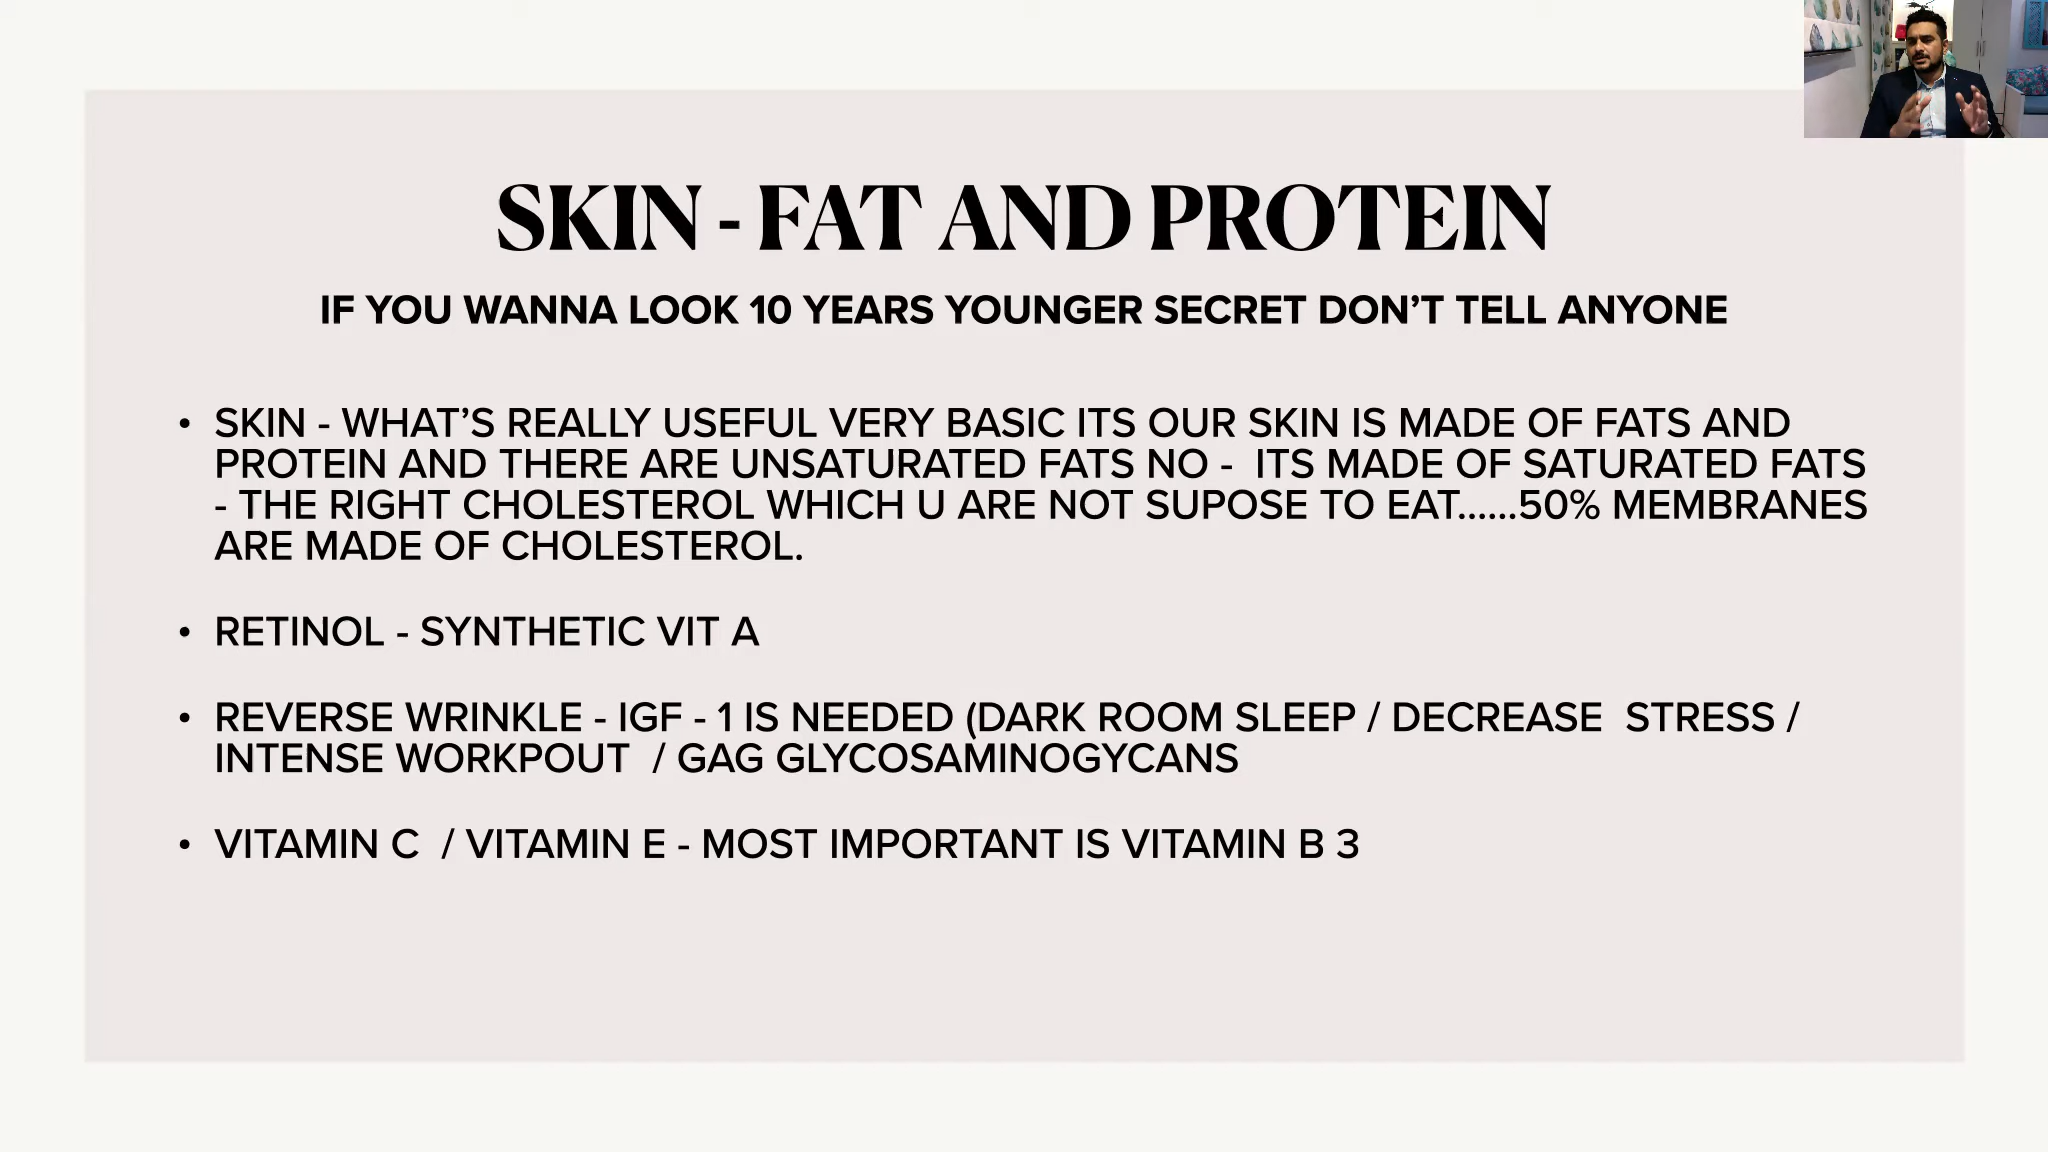 SKIN - FAT AND PROTEIN
IF YOU WANNA LOOK 10 YEARS YOUNGER SECRET DON’T TELL ANYONE
• SKIN - WHAT’S REALLY USEFUL VERY BASIC ITS OUR SKIN IS MADE OF FATS AND
PROTEIN AND THERE ARE UNSATURATED FATS NO - ITS MADE OF SATURATED FATS
- THE RIGHT CHOLESTEROL WHICH U ARE NOT SUPOSE TO EAT......50% MEMBRANES
ARE MADE OF CHOLESTEROL.
• RETINOL - SYNTHETIC VIT A
• REVERSE WRINKLE - IGF - 1 IS NEEDED (DARK ROOM SLEEP / DECREASE STRESS /
INTENSE WORKPOUT / GAG GLYCOSAMINOGYCANS
• VITAMIN C / VITAMIN E - MOST IMPORTANT IS VITAMIN B 3